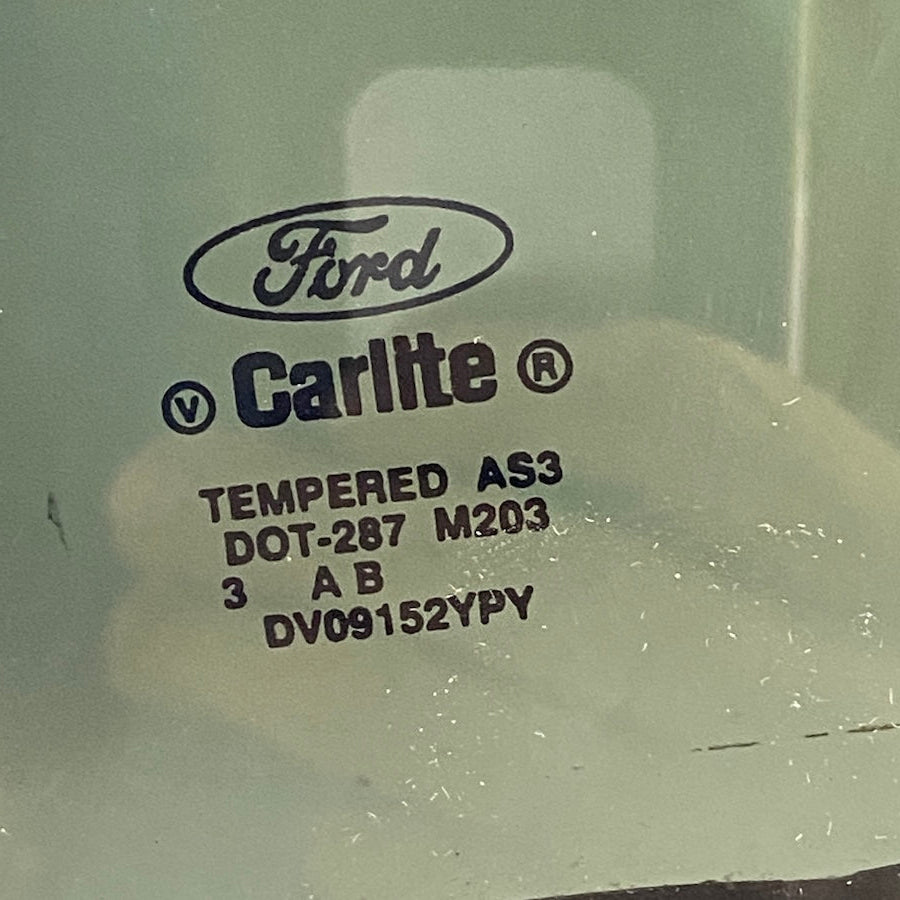 Ford
Ⓥ Carlite ®
TEMPERED AS3
DOT-287 M203
3 A B
DV09152YPY